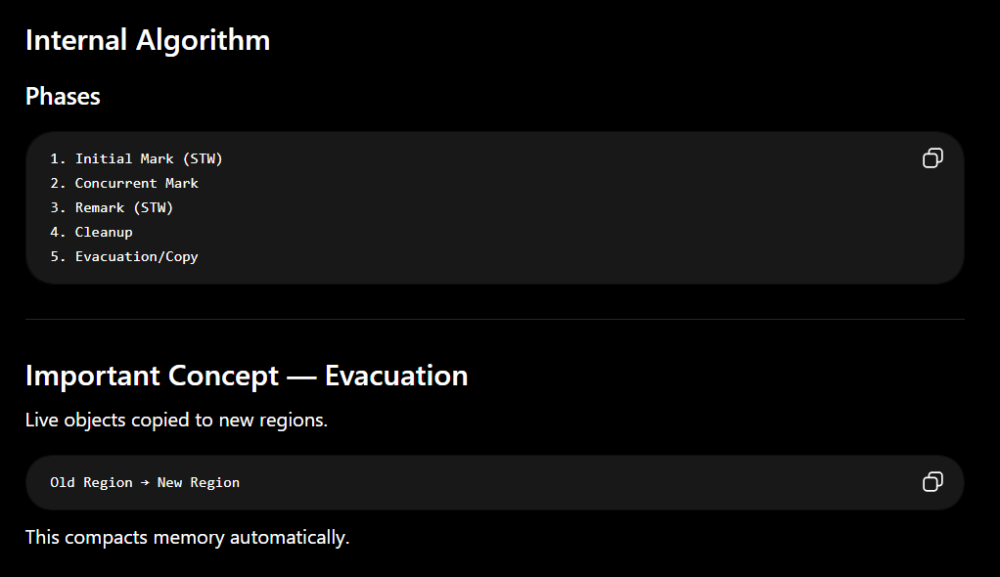 Internal Algorithm
Phases
1. Initial Mark (STW)
2. Concurrent Mark
3. Remark (STW)
4. Cleanup
5. Evacuation/Copy
Important Concept — Evacuation
Live objects copied to new regions.
Old Region → New Region
This compacts memory automatically.